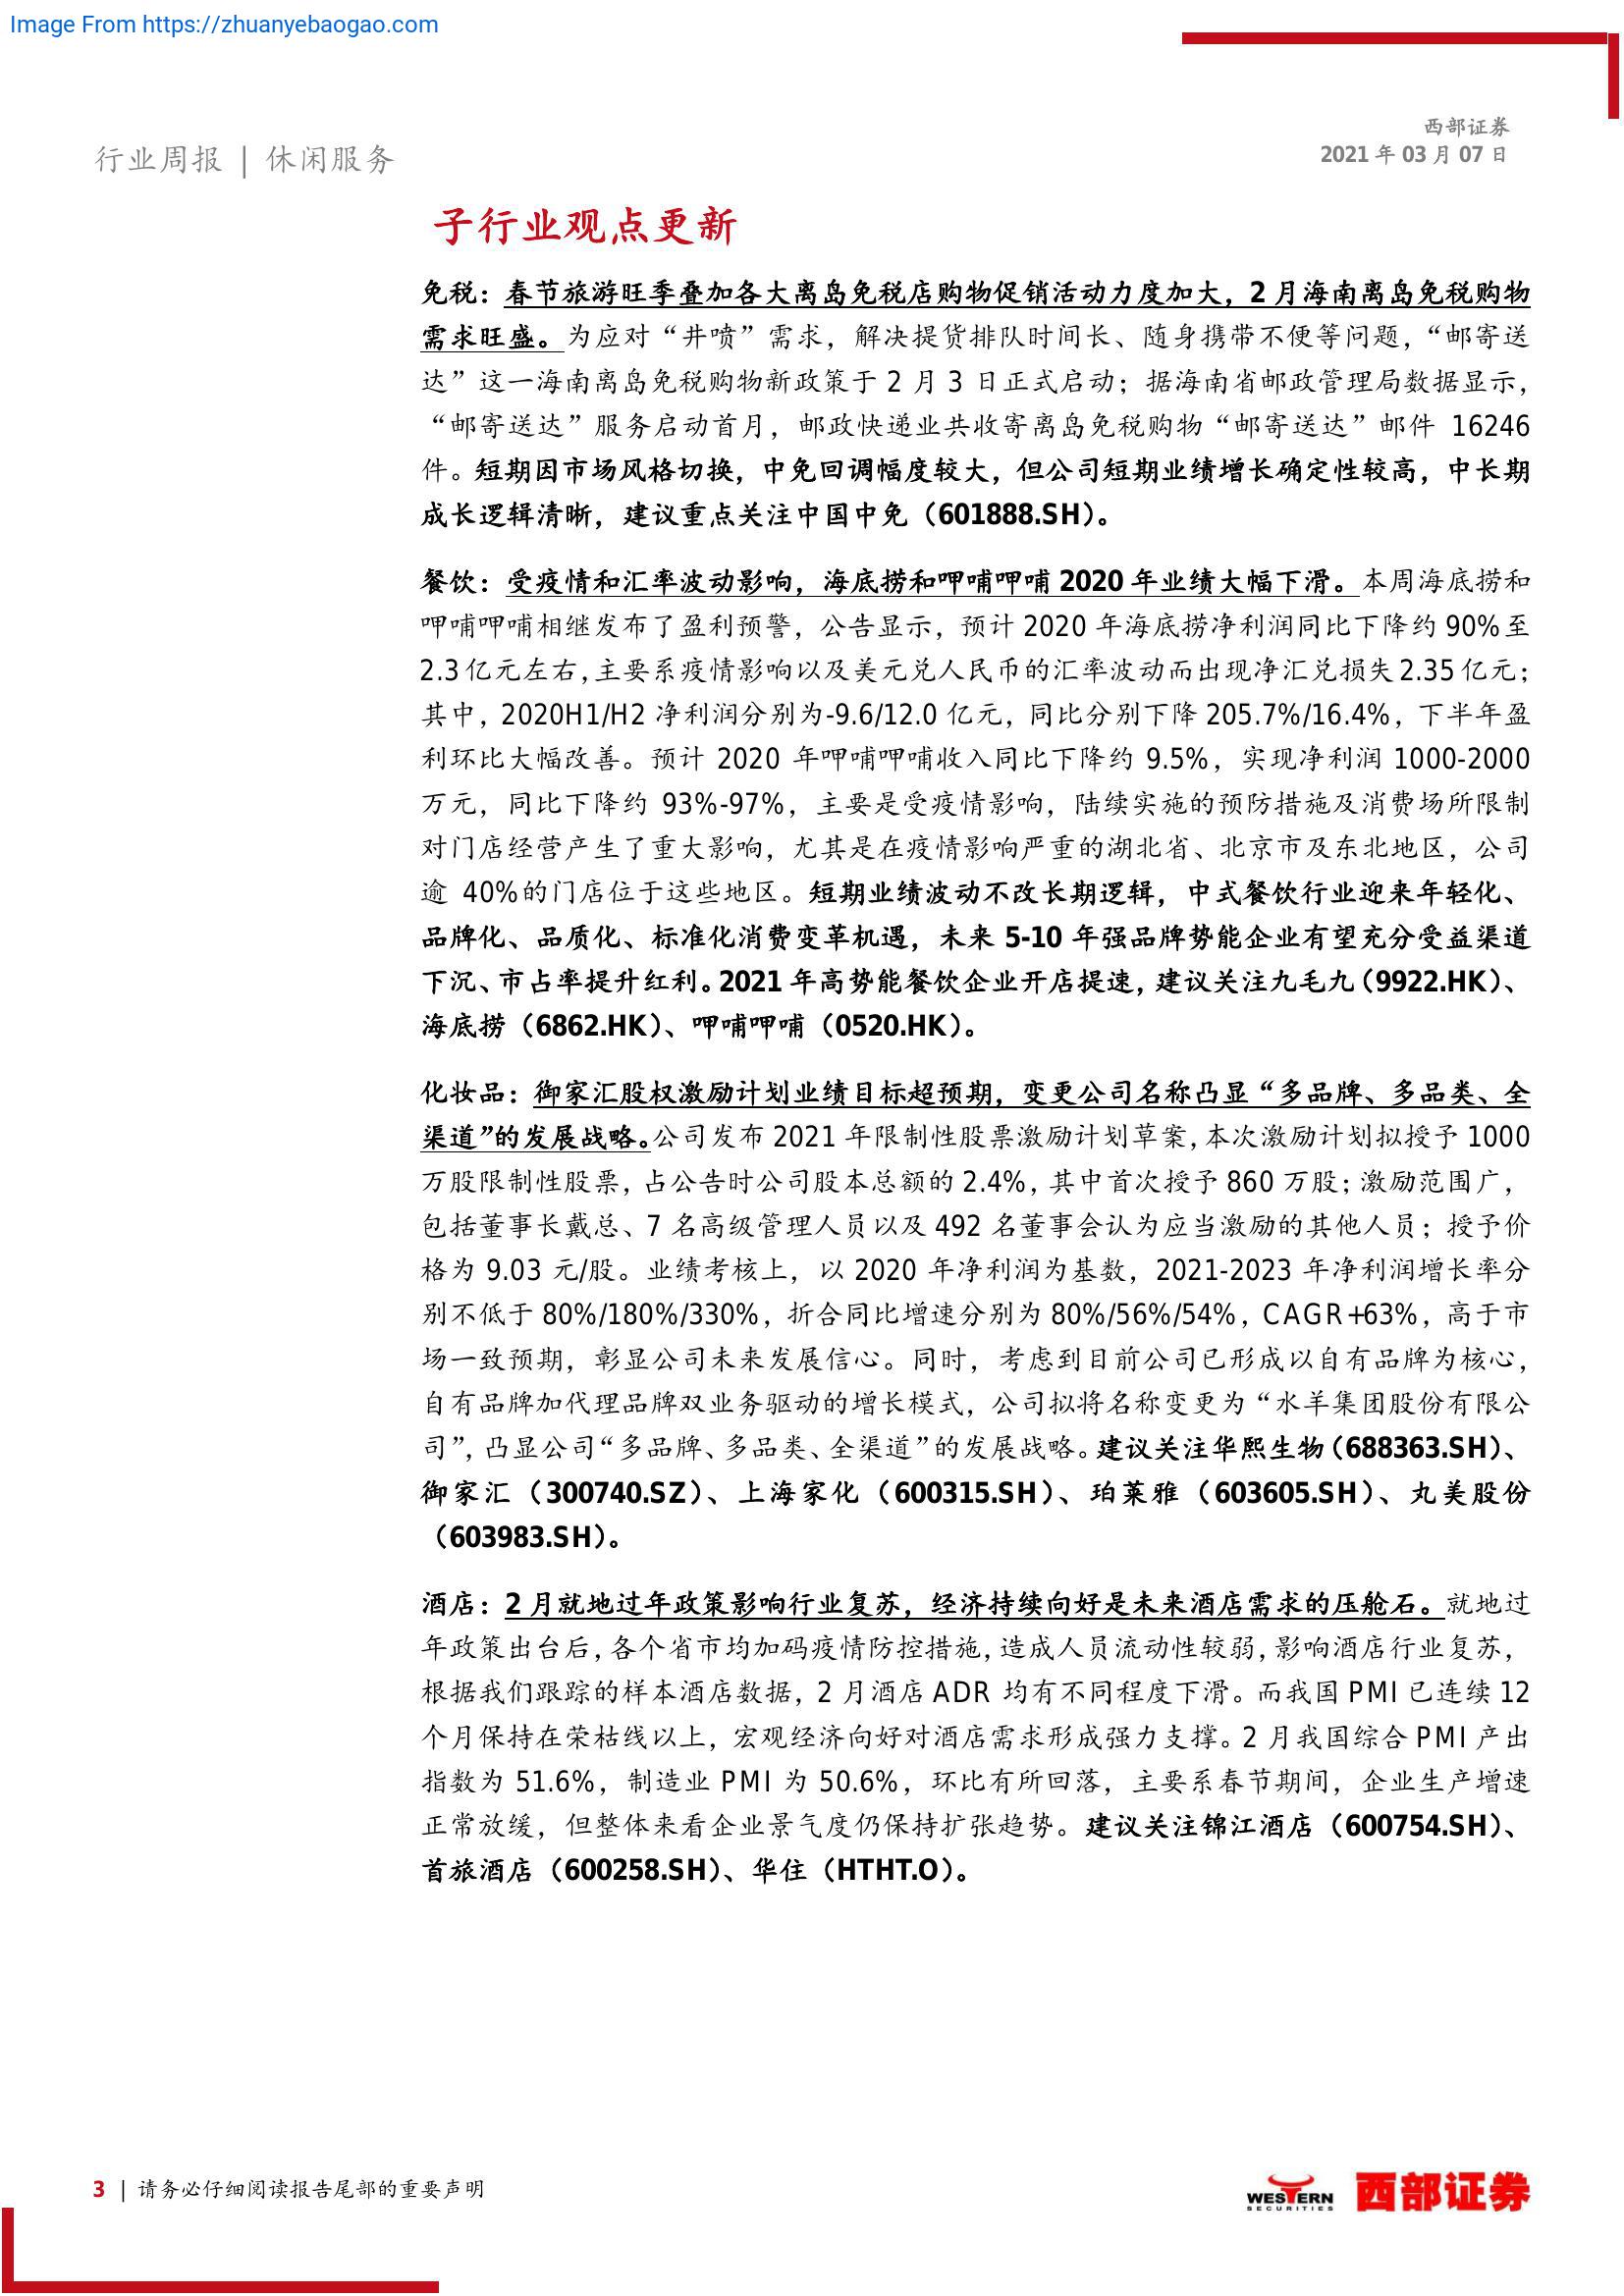 Image From https://zhuanyebaogao.com
西部证券
2021 年 03 月 07 日
行业周报 | 休闲服务
子行业观点更新
免税：春节旅游旺季叠加各大离岛免税店购物促销活动力度加大，2 月海南离岛免税购物
需求旺盛。为应对“井喷”需求，解决提货排队时间长、随身携带不便等问题，“邮寄送
达”这一海南离岛免税购物新政策于 2 月 3 日正式启动；据海南省邮政管理局数据显示，
“邮寄送达”服务启动首月，邮政快递业共收寄离岛免税购物“邮寄送达”邮件 16246
件。短期因市场风格切换，中免回调幅度较大，但公司短期业绩增长确定性较高，中长期
成长逻辑清晰，建议重点关注中国中免（601888.SH）。
餐饮：受疫情和汇率波动影响，海底捞和呷哺呷哺 2020 年业绩大幅下滑。本周海底捞和
呷哺呷哺相继发布了盈利预警，公告显示，预计 2020 年海底捞净利润同比下降约 90%至
2.3 亿元左右，主要系疫情影响以及美元兑人民币的汇率波动而出现净汇兑损失 2.35 亿元；
其中，2020H1/H2 净利润分别为-9.6/12.0 亿元，同比分别下降 205.7%/16.4%，下半年盈
利环比大幅改善。预计 2020 年呷哺呷哺收入同比下降约 9.5%，实现净利润 1000-2000
万元，同比下降约 93%-97%，主要是受疫情影响，陆续实施的预防措施及消费场所限制
对门店经营产生了重大影响，尤其是在疫情影响严重的湖北省、北京市及东北地区，公司
逾 40%的门店位于这些地区。短期业绩波动不改长期逻辑，中式餐饮行业迎来年轻化、
品牌化、品质化、标准化消费变革机遇，未来 5-10 年强品牌势能企业有望充分受益渠道
下沉、市占率提升红利。2021 年高势能餐饮企业开店提速，建议关注九毛九（9922.HK）、
海底捞（6862.HK）、呷哺呷哺（0520.HK）。
化妆品：御家汇股权激励计划业绩目标超预期，变更公司名称凸显“多品牌、多品类、全
渠道”的发展战略。公司发布 2021 年限制性股票激励计划草案，本次激励计划拟授予 1000
万股限制性股票，占公告时公司股本总额的 2.4%，其中首次授予 860 万股；激励范围广，
包括董事长戴总、7 名高级管理人员以及 492 名董事会认为应当激励的其他人员；授予价
格为 9.03 元/股。业绩考核上，以 2020 年净利润为基数，2021-2023 年净利润增长率分
别不低于 80%/180%/330%，折合同比增速分别为 80%/56%/54%，CAGR+63%，高于市
场一致预期，彰显公司未来发展信心。同时，考虑到目前公司已形成以自有品牌为核心，
自有品牌加代理品牌双业务驱动的增长模式，公司拟将名称变更为“水羊集团股份有限公
司”，凸显公司“多品牌、多品类、全渠道”的发展战略。建议关注华熙生物（688363.SH）、
御家汇（300740.SZ）、上海家化（600315.SH）、珀莱雅（603605.SH）、丸美股份
（603983.SH）。
酒店：2 月就地过年政策影响行业复苏，经济持续向好是未来酒店需求的压舱石。就地过
年政策出台后，各个省市均加码疫情防控措施，造成人员流动性较弱，影响酒店行业复苏，
根据我们跟踪的样本酒店数据，2 月酒店 ADR 均有不同程度下滑。而我国 PMI 已连续 12
个月保持在荣枯线以上，宏观经济向好对酒店需求形成强力支撑。2 月我国综合 PMI 产出
指数为 51.6%，制造业 PMI 为 50.6%，环比有所回落，主要系春节期间，企业生产增速
正常放缓，但整体来看企业景气度仍保持扩张趋势。建议关注锦江酒店（600754.SH）、
首旅酒店（600258.SH）、华住（HTHT.O）。
3 | 请务必仔细阅读报告尾部的重要声明
WESTERN
SECURITIES
西部证券